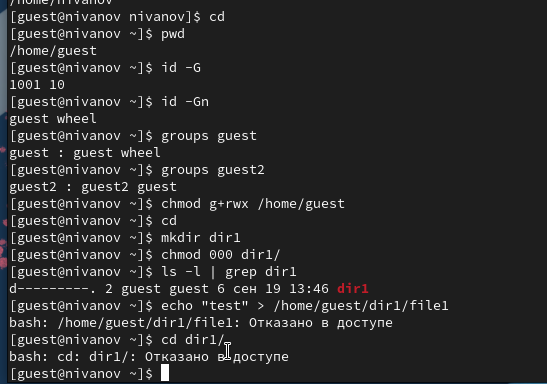 /home/nivanov
[guest@nivanov nivanov]$ cd
[guest@nivanov ~]$ pwd
/home/guest
[guest@nivanov ~]$ id -G
1001 10
[guest@nivanov ~]$ id -Gn
guest wheel
[guest@nivanov ~]$ groups guest
guest : guest wheel
[guest@nivanov ~]$ groups guest2
guest2 : guest2 guest
[guest@nivanov ~]$ chmod g+rwx /home/guest
[guest@nivanov ~]$ cd
[guest@nivanov ~]$ mkdir dir1
[guest@nivanov ~]$ chmod 000 dir1/
[guest@nivanov ~]$ ls -l | grep dir1
d---------. 2 guest guest 6 сен 19 13:46 dir1
[guest@nivanov ~]$ echo "test" > /home/guest/dir1/file1
bash: /home/guest/dir1/file1: Отказано в доступе
[guest@nivanov ~]$ cd dir1/
bash: cd: dir1/: Отказано в доступе
[guest@nivanov ~]$